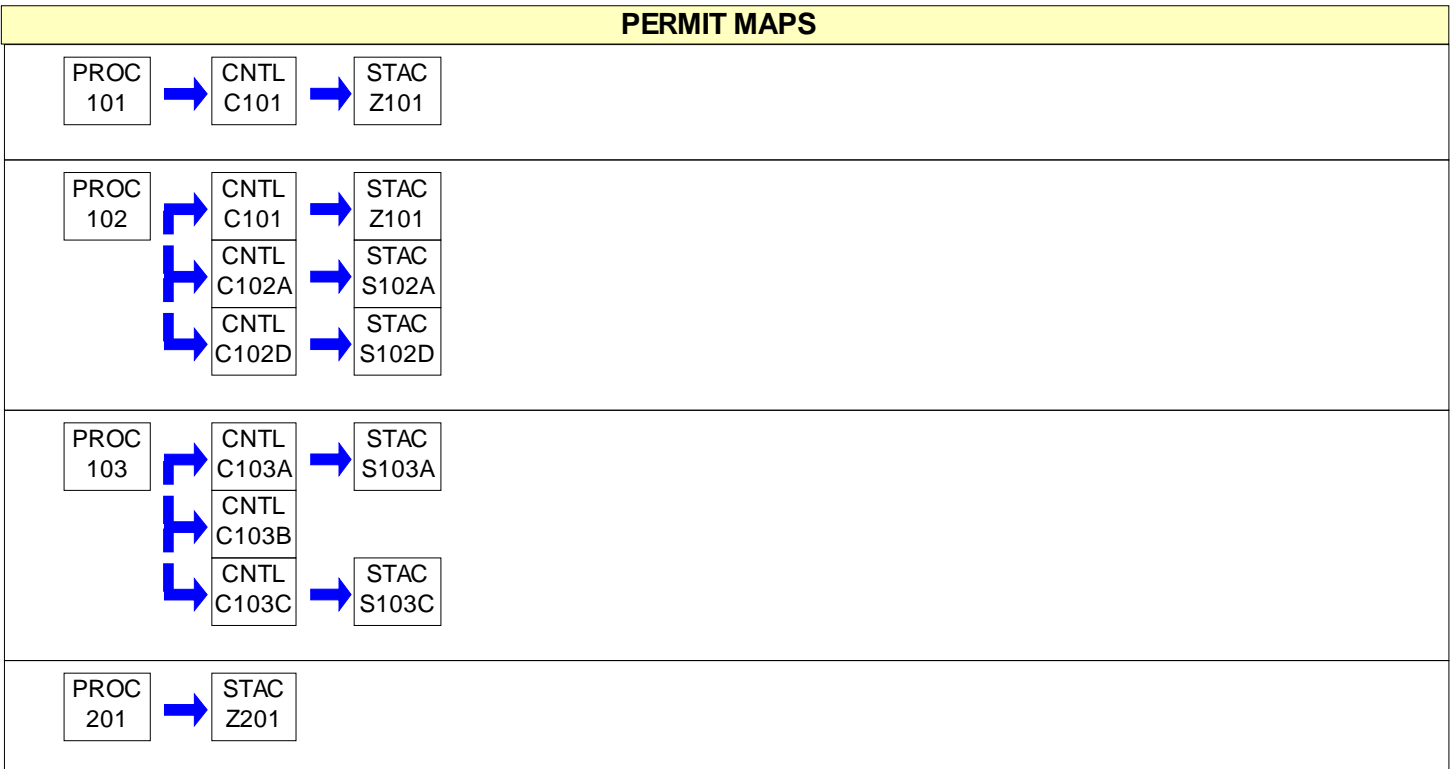 PERMIT MAPS
PROC CNTL STAC
101 C101 Z101
PROC CNTL STAC
102 C101 Z101
CNTL STAC
C102A S102A
CNTL STAC
C102D S102D
PROC CNTL STAC
103 C103A S103A
CNTL
C103B
CNTL STAC
C103C S103C
PROC STAC
201 Z201